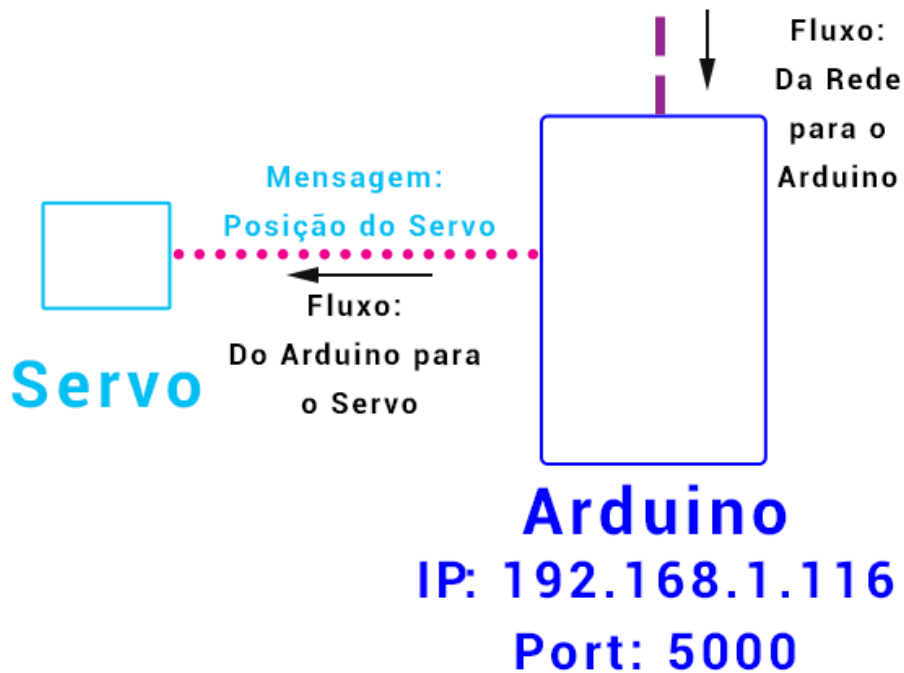 Fluxo:
Da Rede
para o
Arduino
Mensagem:
Posição do Servo
Fluxo:
Do Arduino para
o Servo
Servo
Arduino
IP: 192.168.1.116
Port: 5000